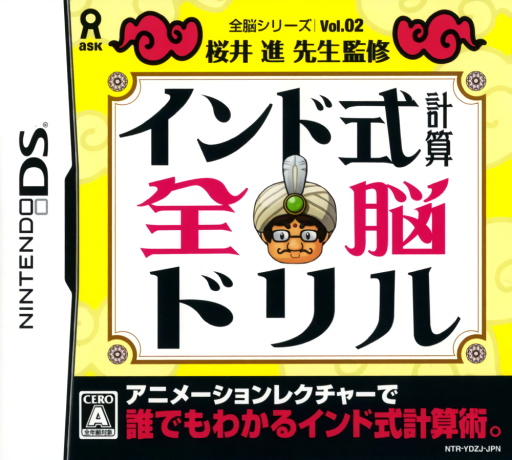 ask
全脳シリーズ Vol.02
桜井 進 先生監修
インド式計算
全脳
ドリル
NINTENDO DS
TM
CERO
A
全年齢対象
アニメーションレクチャーで
誰でもわかるインド式計算術。
NTR-YDZJ-JPN